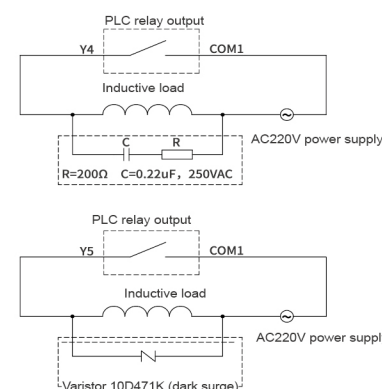 PLC relay output
Y4 COM1
Inductive load
C R
AC220V power supply
R=200Ω C=0.22uF, 250VAC
PLC relay output
Y5 COM1
Inductive load
AC220V power suppl
Varistor 10D471K (dark surge)